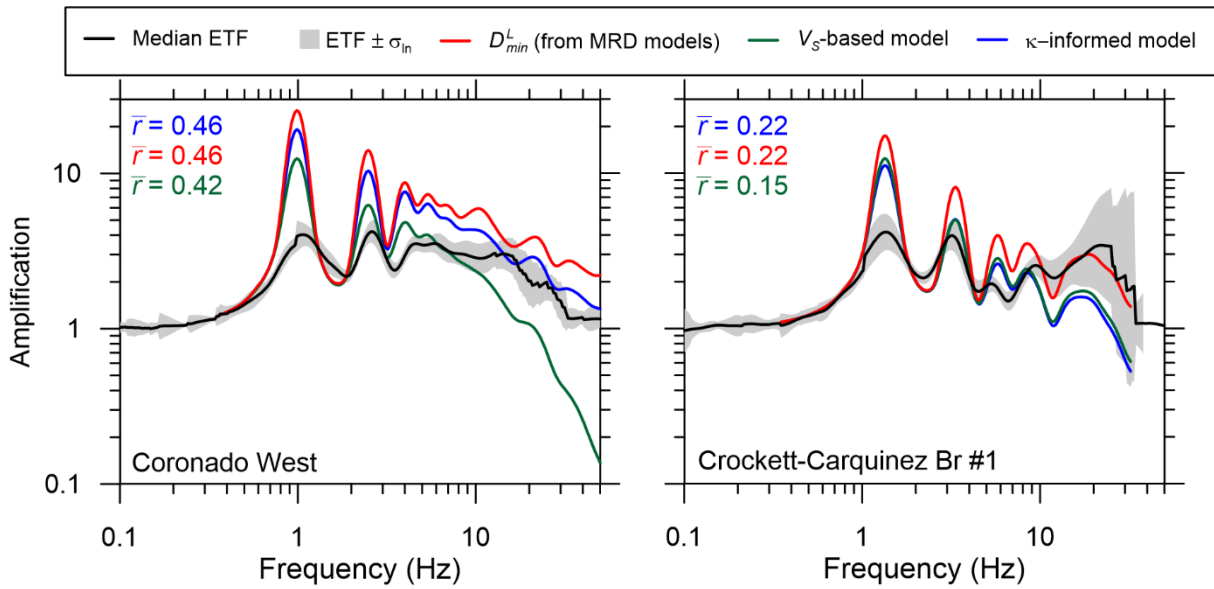 Median ETF ETF ± σln DLmin (from MRD models) VS-based model κ–informed model
Amplification
10
1
0.1
r̅ = 0.46
r̅ = 0.46
r̅ = 0.42
Coronado West
0.1 1 10
Frequency (Hz)
r̅ = 0.22
r̅ = 0.22
r̅ = 0.15
Crockett-Carquinez Br #1
0.1 1 10
Frequency (Hz)